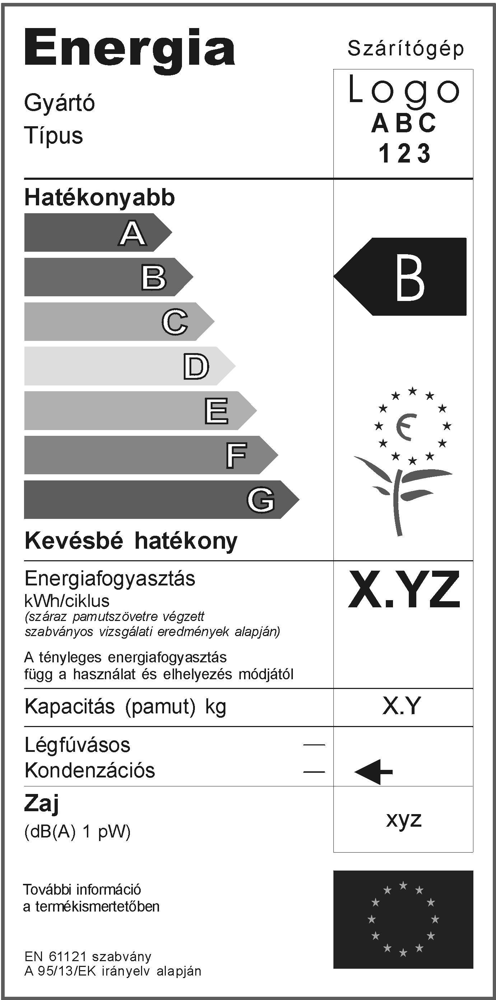 Energia
Szárítógép
Gyártó
Típus
Logo
ABC
123
Hatékonyabb
A
B
C
D
E
F
G
B
Kevésbé hatékony
Energiafogyasztás
kWh/ciklus
(száraz pamutszövetre végzett
szabványos vizsgálati eredmények alapján)
X.YZ
A tényleges energiafogyasztás
függ a használat és elhelyezés módjától
Kapacitás (pamut) kg X.Y
Légfúvásos —
Kondenzációs —
Zaj
(dB(A) 1 pW)
xyz
További információ
a termékismertetőben
EN 61121 szabvány
A 95/13/EK irányelv alapján